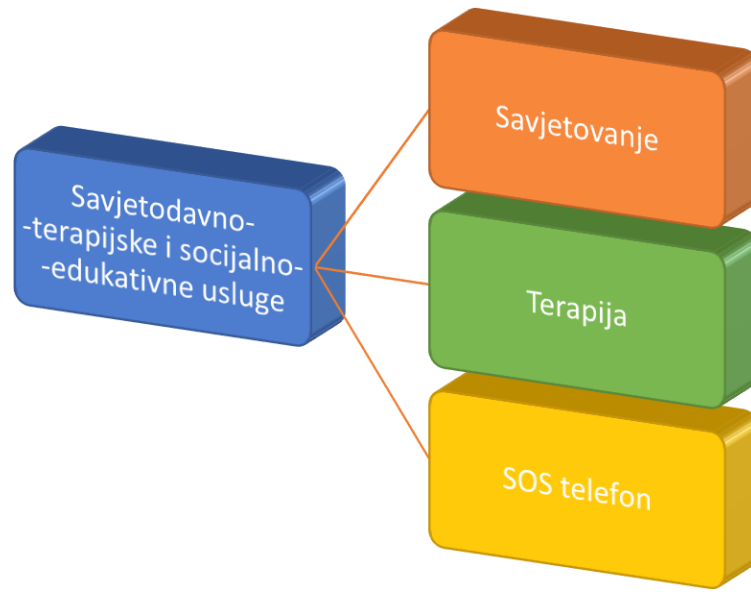 Savjetodavno-
-terapijske i socijalno-
-edukativne usluge
Savjetovanje
Terapija
SOS telefon